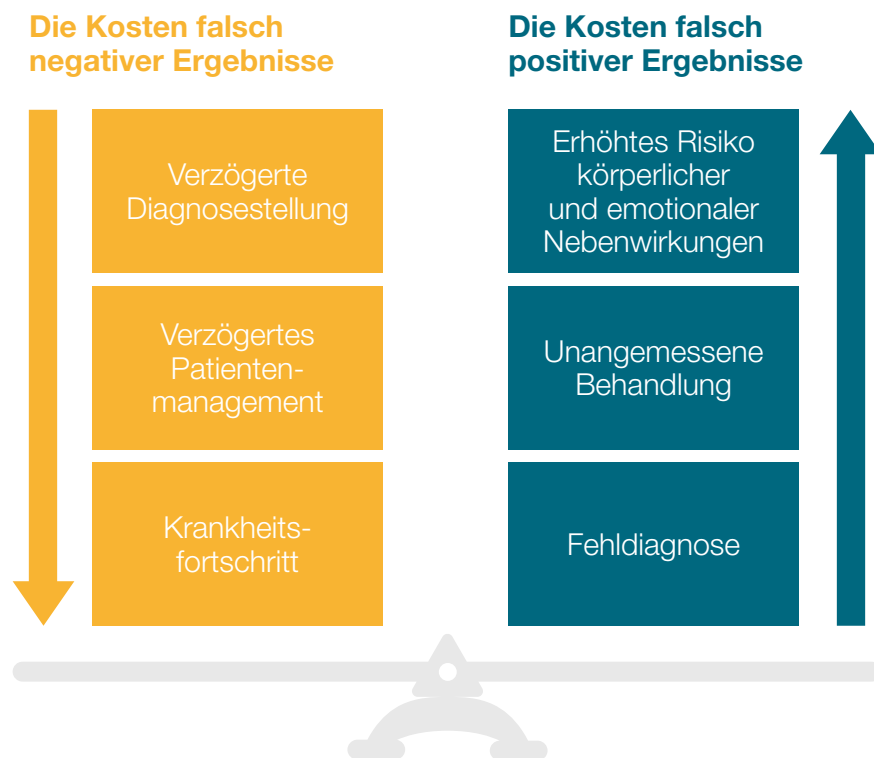 Die Kosten falsch
negativer Ergebnisse
Verzögerte
Diagnosestellung
Verzögertes
Patienten-
management
Krankheits-
fortschritt
Die Kosten falsch
positiver Ergebnisse
Erhöhtes Risiko
körperlicher
und emotionaler
Nebenwirkungen
Unangemessene
Behandlung
Fehldiagnose